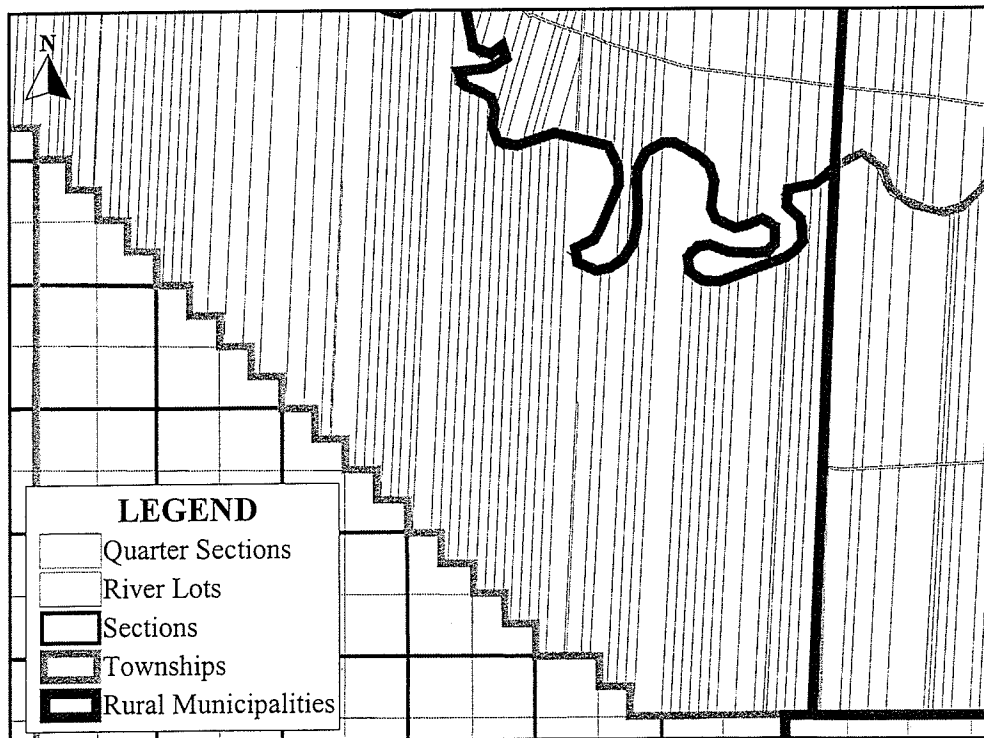 N
LEGEND
Quarter Sections
River Lots
Sections
Townships
Rural Municipalities